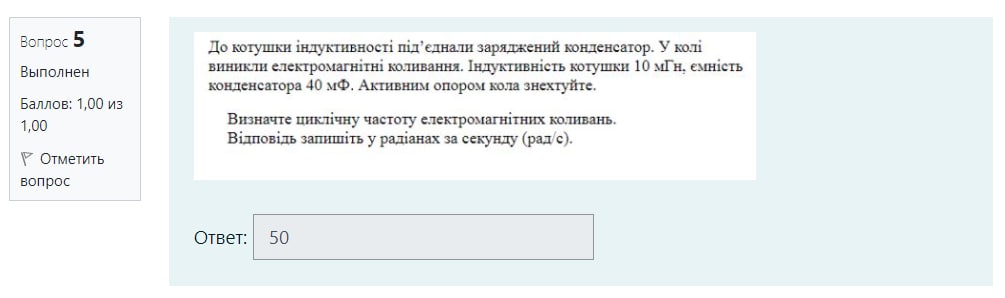 Вопрос 5
Выполнен
Баллов: 1,00 из
1,00
Отметить
вопрос
До котушки індуктивності під’єднали заряджений конденсатор. У колі
виникли електромагнітні коливання. Індуктивність котушки 10 мГн, ємність
конденсатора 40 мФ. Активним опором кола знехтуйте.
Визначте циклічну частоту електромагнітних коливань.
Відповідь запишіть у радіанах за секунду (рад/с).
Ответ: 50